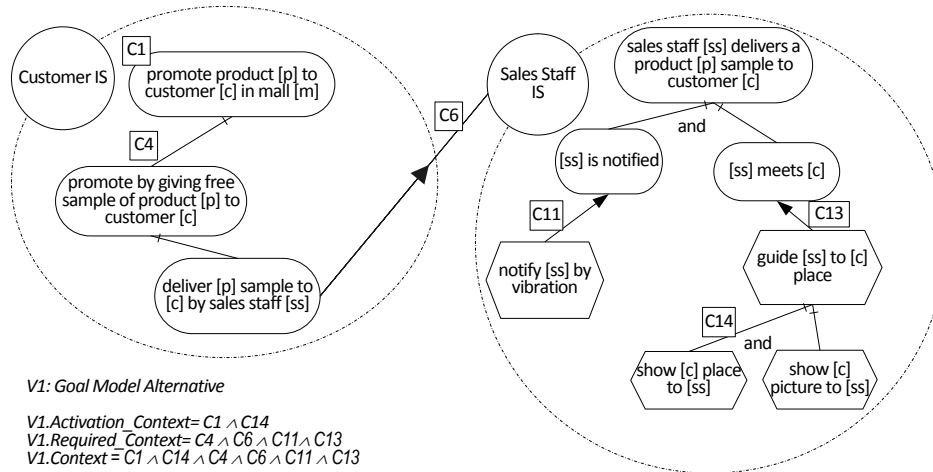 Customer IS
C1
promote product [p] to
customer [c] in mall [m]
C4
promote by giving free
sample of product [p] to
customer [c]
deliver [p] sample to
[c] by sales staff [ss]
C6
Sales Staff
IS
sales staff [ss] delivers a
product [p] sample to
customer [c]
and
[ss] is notified
[ss] meets [c]
C11
C13
notify [ss] by
vibration
guide [ss] to [c]
place
C14
and
show [c] place
to [ss]
show [c]
picture to [ss]
V1: Goal Model Alternative
V1.Activation_Context= C1 ∧ C14
V1.Required_Context= C4 ∧ C6 ∧ C11 ∧ C13
V1.Context = C1 ∧ C14 ∧ C4 ∧ C6 ∧ C11 ∧ C13